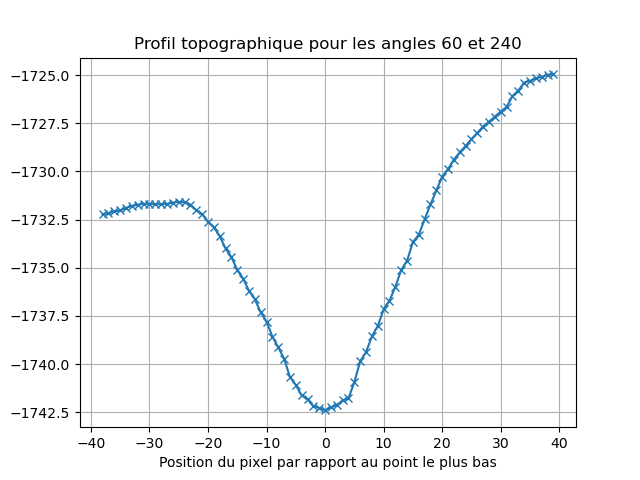 Profil topographique pour les angles 60 et 240
−1725.0
−1727.5
−1730.0
−1732.5
−1735.0
−1737.5
−1740.0
−1742.5
−40 −30 −20 −10 0 10 20 30 40
Position du pixel par rapport au point le plus bas